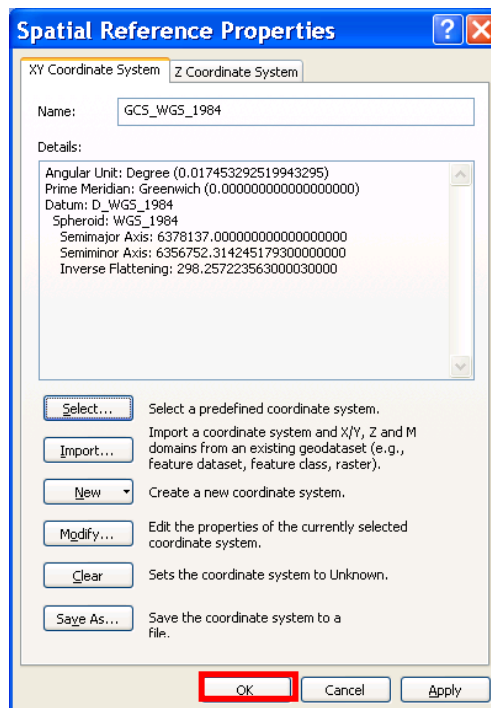 Spatial Reference Properties
XY Coordinate System
Z Coordinate System
Name:
GCS_WGS_1984
Details:
Angular Unit: Degree (0.017453292519943295)
Prime Meridian: Greenwich (0.000000000000000000)
Datum: D_WGS_1984
Spheroid: WGS_1984
Semimajor Axis: 6378137.000000000000000000
Semiminor Axis: 6356752.314245179300000000
Inverse Flattening: 298.257223563000030000
Select...
Select a predefined coordinate system.
Import...
Import a coordinate system and X/Y, Z and M
domains from an existing geodataset (e.g.,
feature dataset, feature class, raster).
New
Create a new coordinate system.
Modify...
Edit the properties of the currently selected
coordinate system.
Clear
Sets the coordinate system to Unknown.
Save As...
Save the coordinate system to a
file.
OK
Cancel
Apply